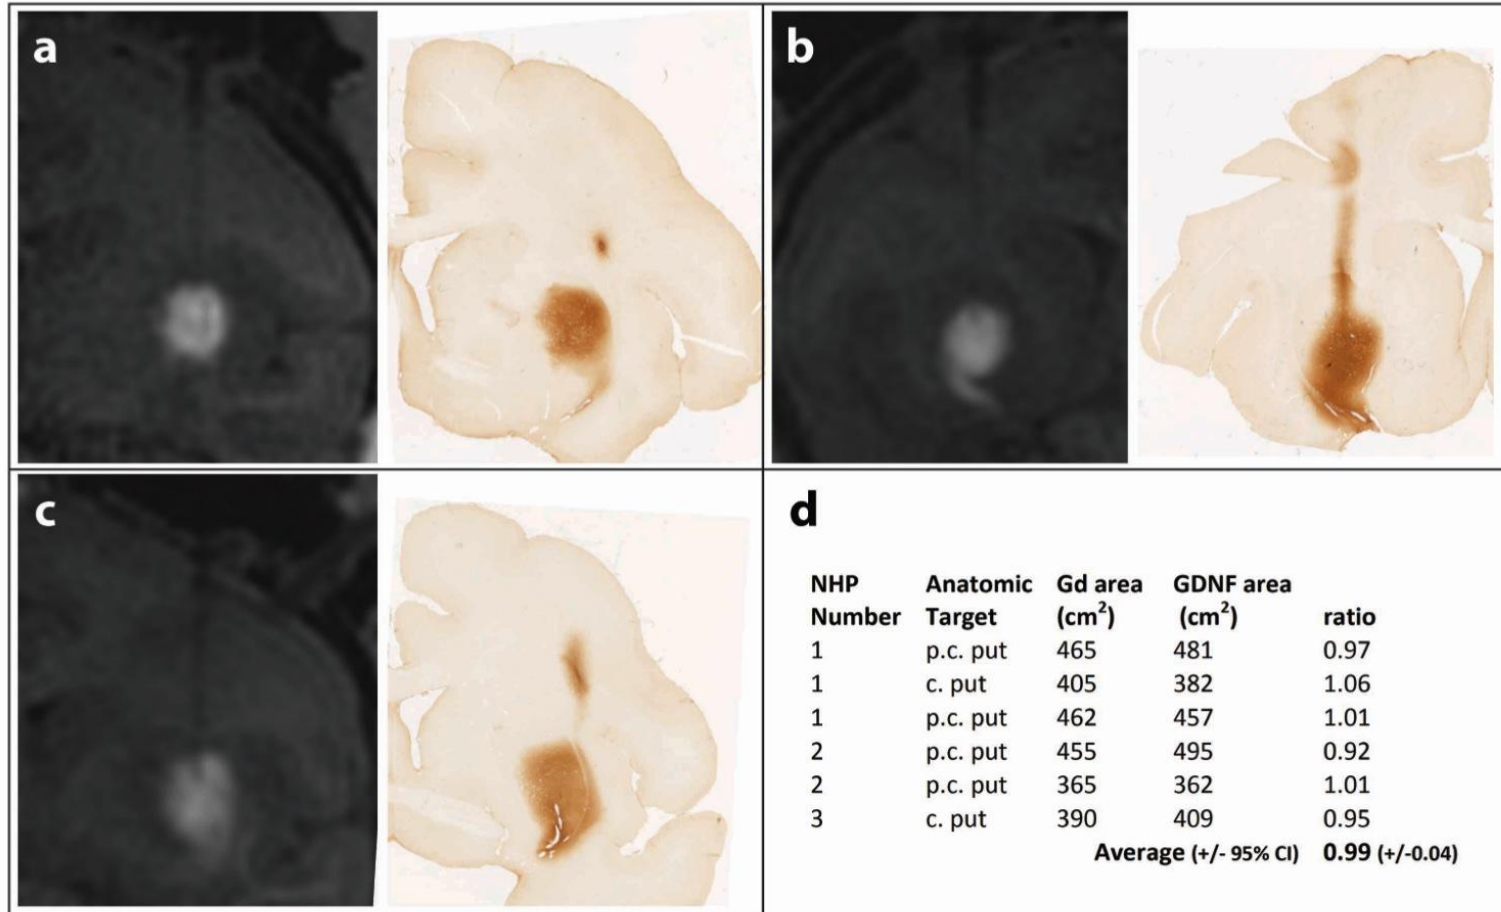 a
b
c
d
NHP Anatomic Gd area GDNF area
Number Target (cm²) (cm²) ratio
1 p.c. put 465 481 0.97
1 c. put 405 382 1.06
1 p.c. put 462 457 1.01
2 p.c. put 455 495 0.92
2 p.c. put 365 362 1.01
3 c. put 390 409 0.95
Average (+/- 95% CI) 0.99 (+/-0.04)